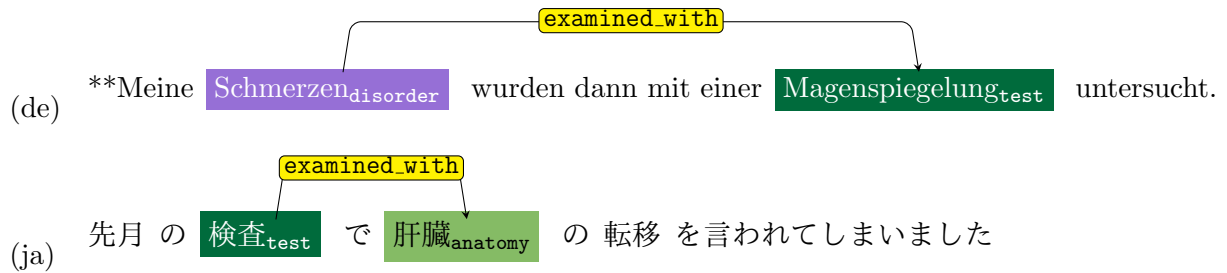 examined_with
(de) **Meine Schmerzen disorder wurden dann mit einer Magenspiegelung test untersucht.
examined_with
(ja) 先月 の 検査 test で 肝臓 anatomy の 転移 を言われてしまいました